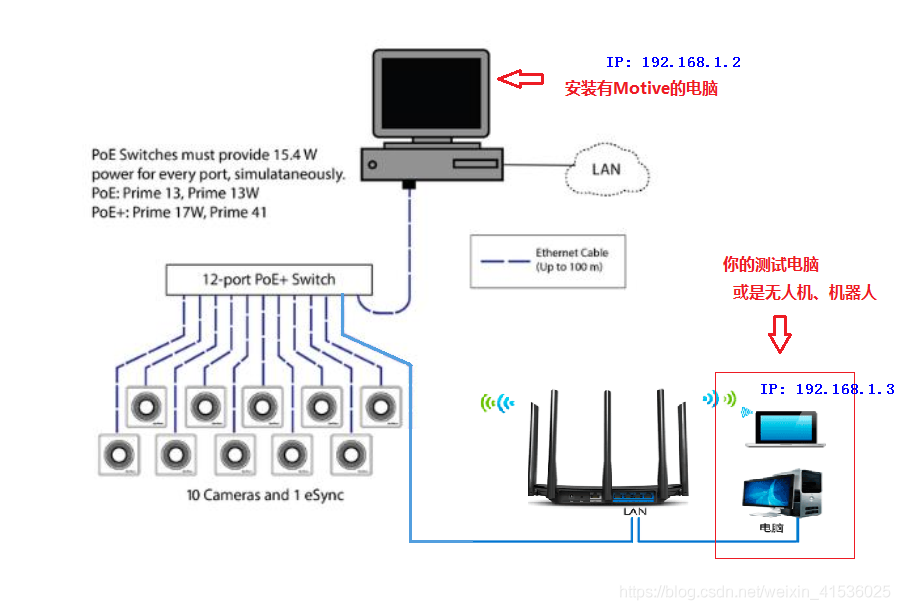 IP: 192.168.1.2
安装有Motive的电脑
PoE Switches must provide 15.4 W
power for every port, simulataneously.
PoE: Prime 13, Prime 13W
PoE+: Prime 17W, Prime 41
LAN
Ethernet Cable
(Up to 100 m)
12-port PoE+ Switch
你的测试电脑
或是无人机、机器人
IP: 192.168.1.3
10 Cameras and 1 eSync
LAN
电脑
https://blog.csdn.net/weixin_41536025